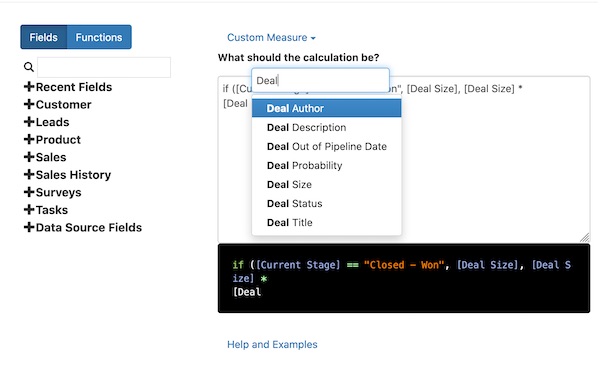 Fields Functions
Custom Measure
What should the calculation be?
Deal
Recent Fields
Customer
Leads
Product
Sales
Sales History
Surveys
Tasks
Data Source Fields
if ([C
n", [Deal Size], [Deal Size] *
[Deal
Deal Author
Deal Description
Deal Out of Pipeline Date
Deal Probability
Deal Size
Deal Status
Deal Title
if ([Current Stage] == "Closed - Won", [Deal Size], [Deal S
ize] *
[Deal
Help and Examples